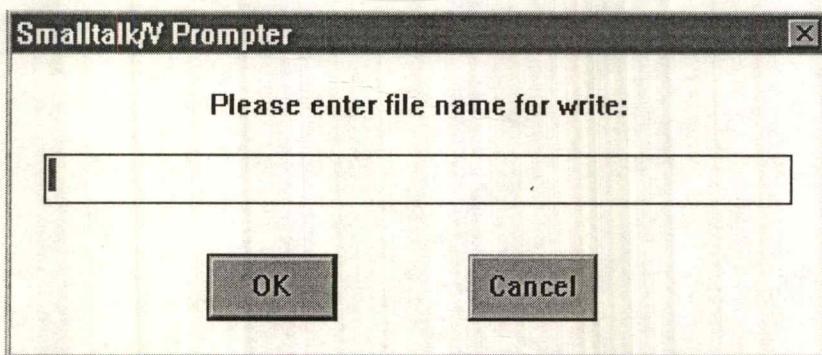 Smalltalk/V Prompter
Please enter file name for write:
OK
Cancel